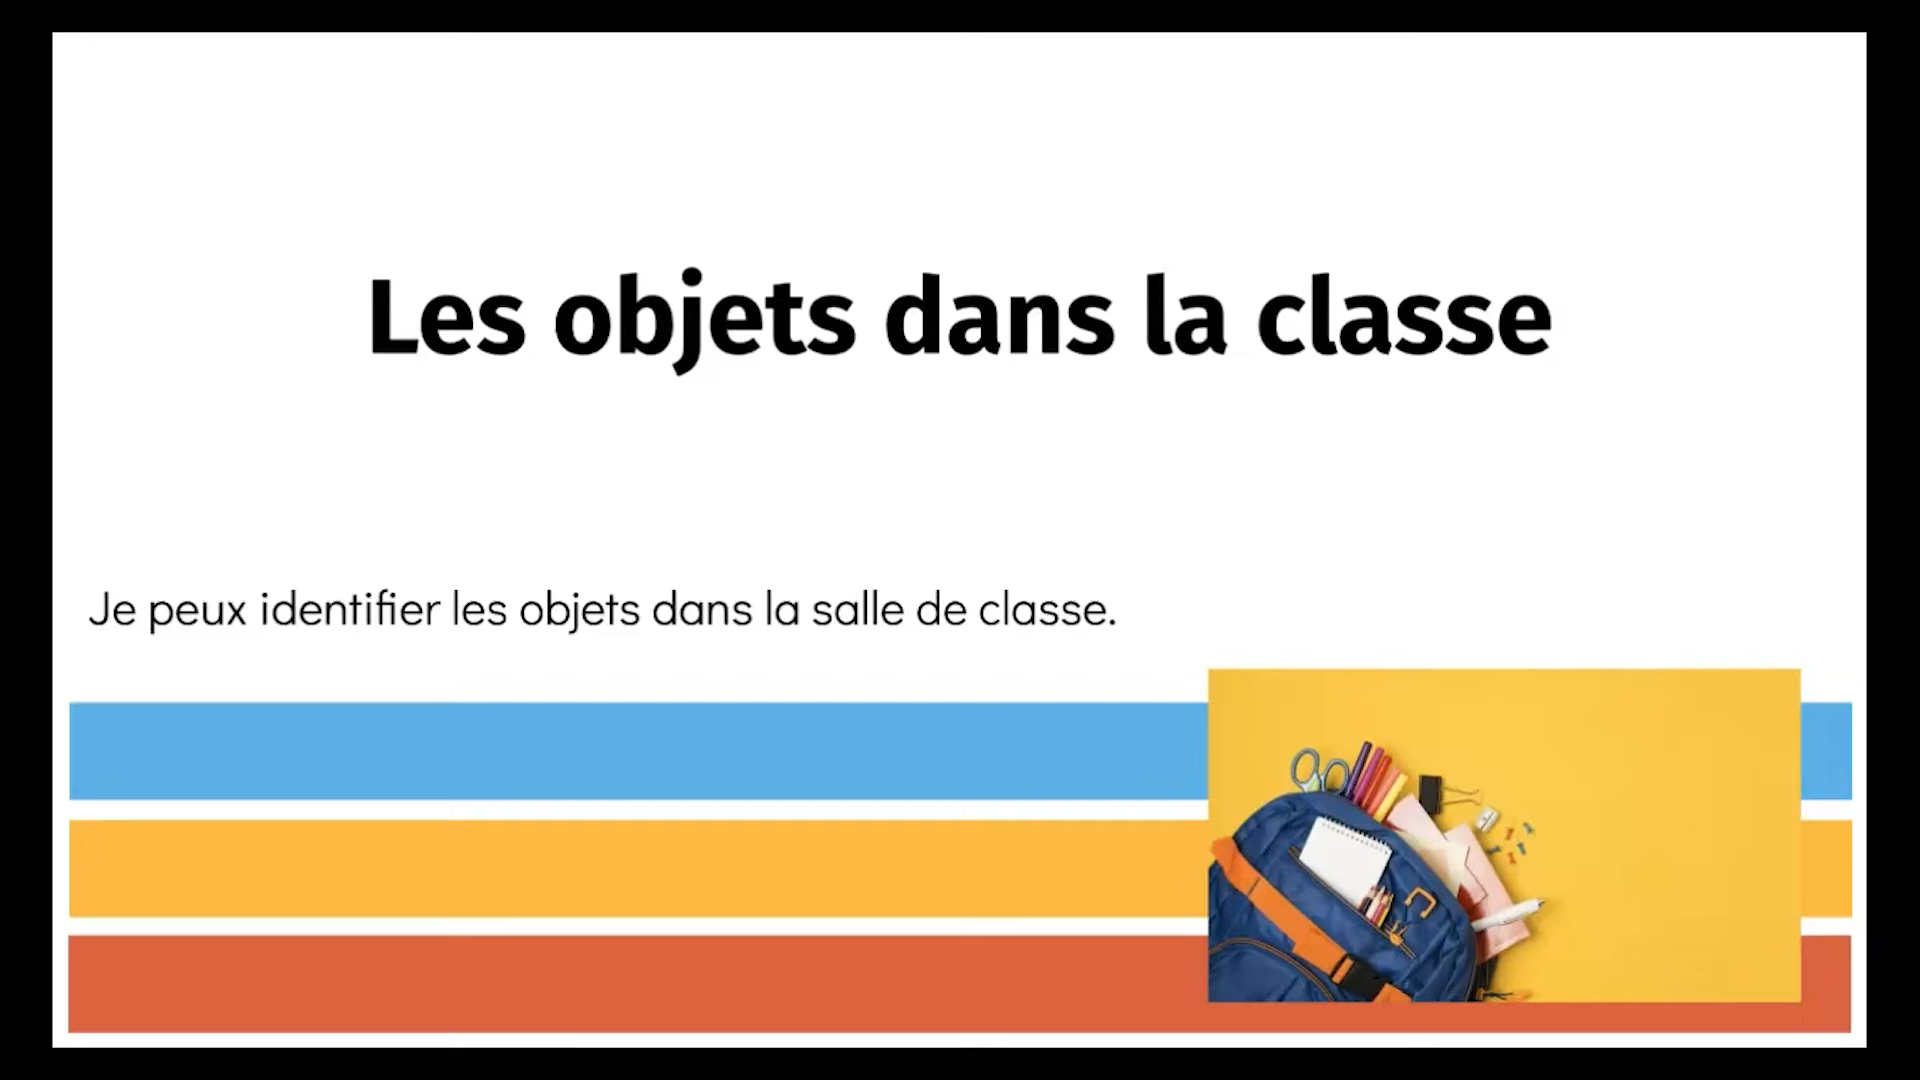 Les objets dans la classe
Je peux identifier les objets dans la salle de classe.